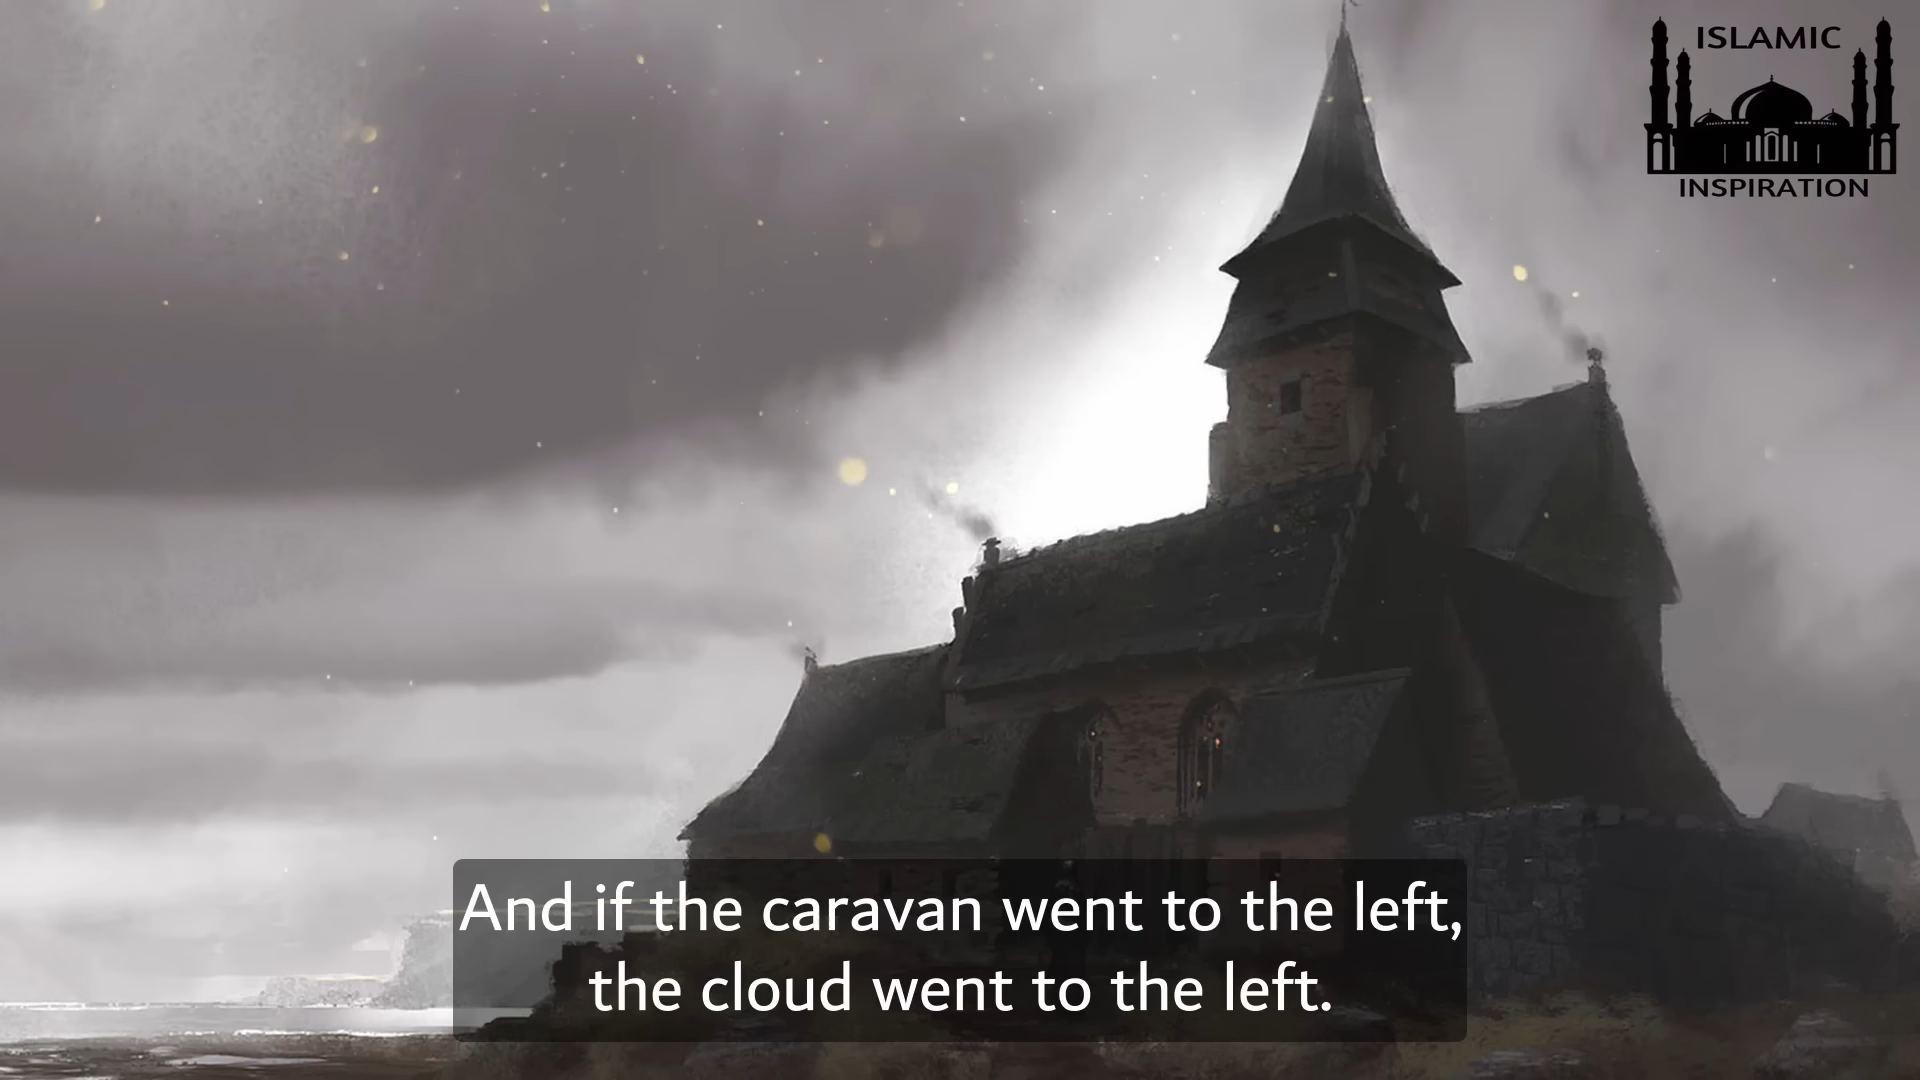 ISLAMIC
INSPIRATION
And if the caravan went to the left,
the cloud went to the left.